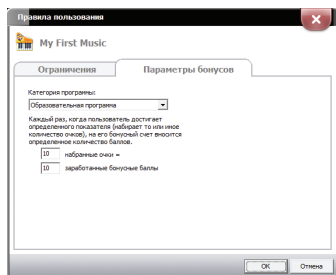 Правила пользования
My First Music
Ограничения
Параметры бонусов
Категория программы:
Образовательная программа
Каждый раз, когда пользователь достигает
определенного показателя (набирает то или иное
количество очков), на его бонусный счет вносится
определенное количество баллов.
10 набранные очки =
10 заработанные бонусные баллы
OK
Отмена